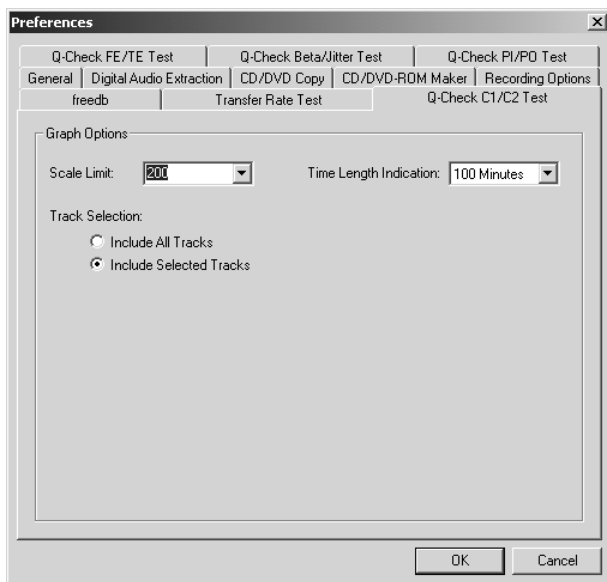 Preferences
Q-Check FE/TE Test Q-Check Beta/Jitter Test Q-Check PI/PO Test
General Digital Audio Extraction CD/DVD Copy CD/DVD-ROM Maker Recording Options
freedb Transfer Rate Test Q-Check C1/C2 Test
Graph Options
Scale Limit: 200 Time Length Indication: 100 Minutes
Track Selection:
Include All Tracks
Include Selected Tracks
OK Cancel